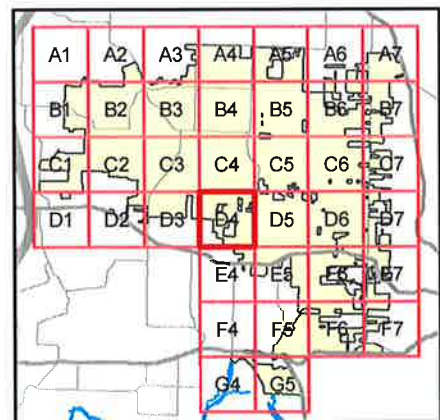 A1 A2 A3 A4 A5 A6 A7
B1 B2 B3 B4 B5 B6 B7
C1 C2 C3 C4 C5 C6 C7
D1 D2 D3 D4 D5 D6 D7
E4 E5 E6 E7
F4 F5 F6 F7
G4 G5